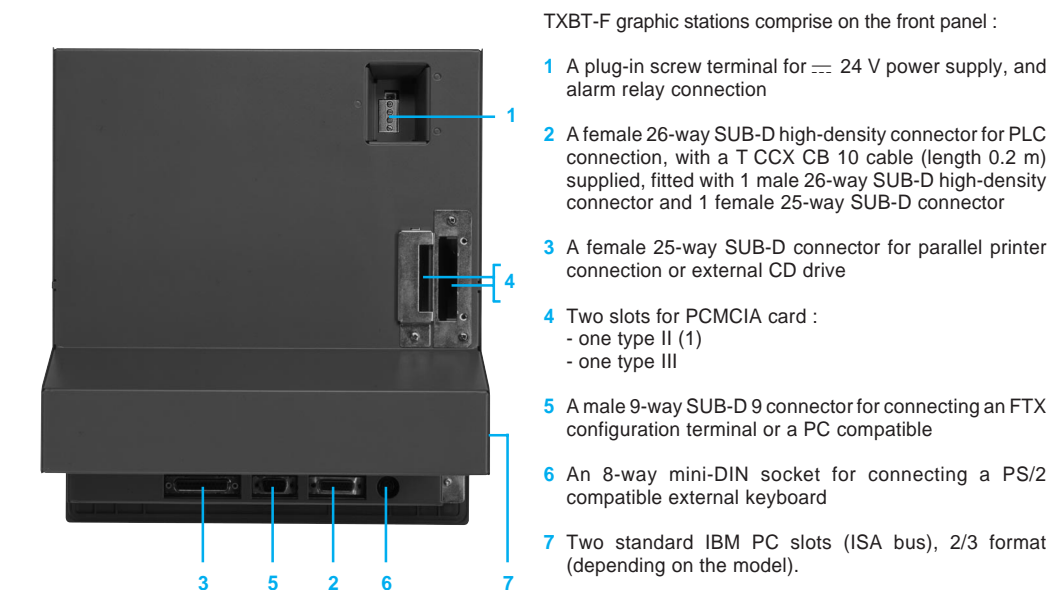 TXBT-F graphic stations comprise on the front panel :
1 A plug-in screw terminal for ⎓ 24 V power supply, and
alarm relay connection
2 A female 26-way SUB-D high-density connector for PLC
connection, with a T CCX CB 10 cable (length 0.2 m)
supplied, fitted with 1 male 26-way SUB-D high-density
connector and 1 female 25-way SUB-D connector
3 A female 25-way SUB-D connector for parallel printer
connection or external CD drive
4 Two slots for PCMCIA card :
- one type II (1)
- one type III
5 A male 9-way SUB-D 9 connector for connecting an FTX
configuration terminal or a PC compatible
6 An 8-way mini-DIN socket for connecting a PS/2
compatible external keyboard
7 Two standard IBM PC slots (ISA bus), 2/3 format
(depending on the model).
1
4
3 5 2 6 7